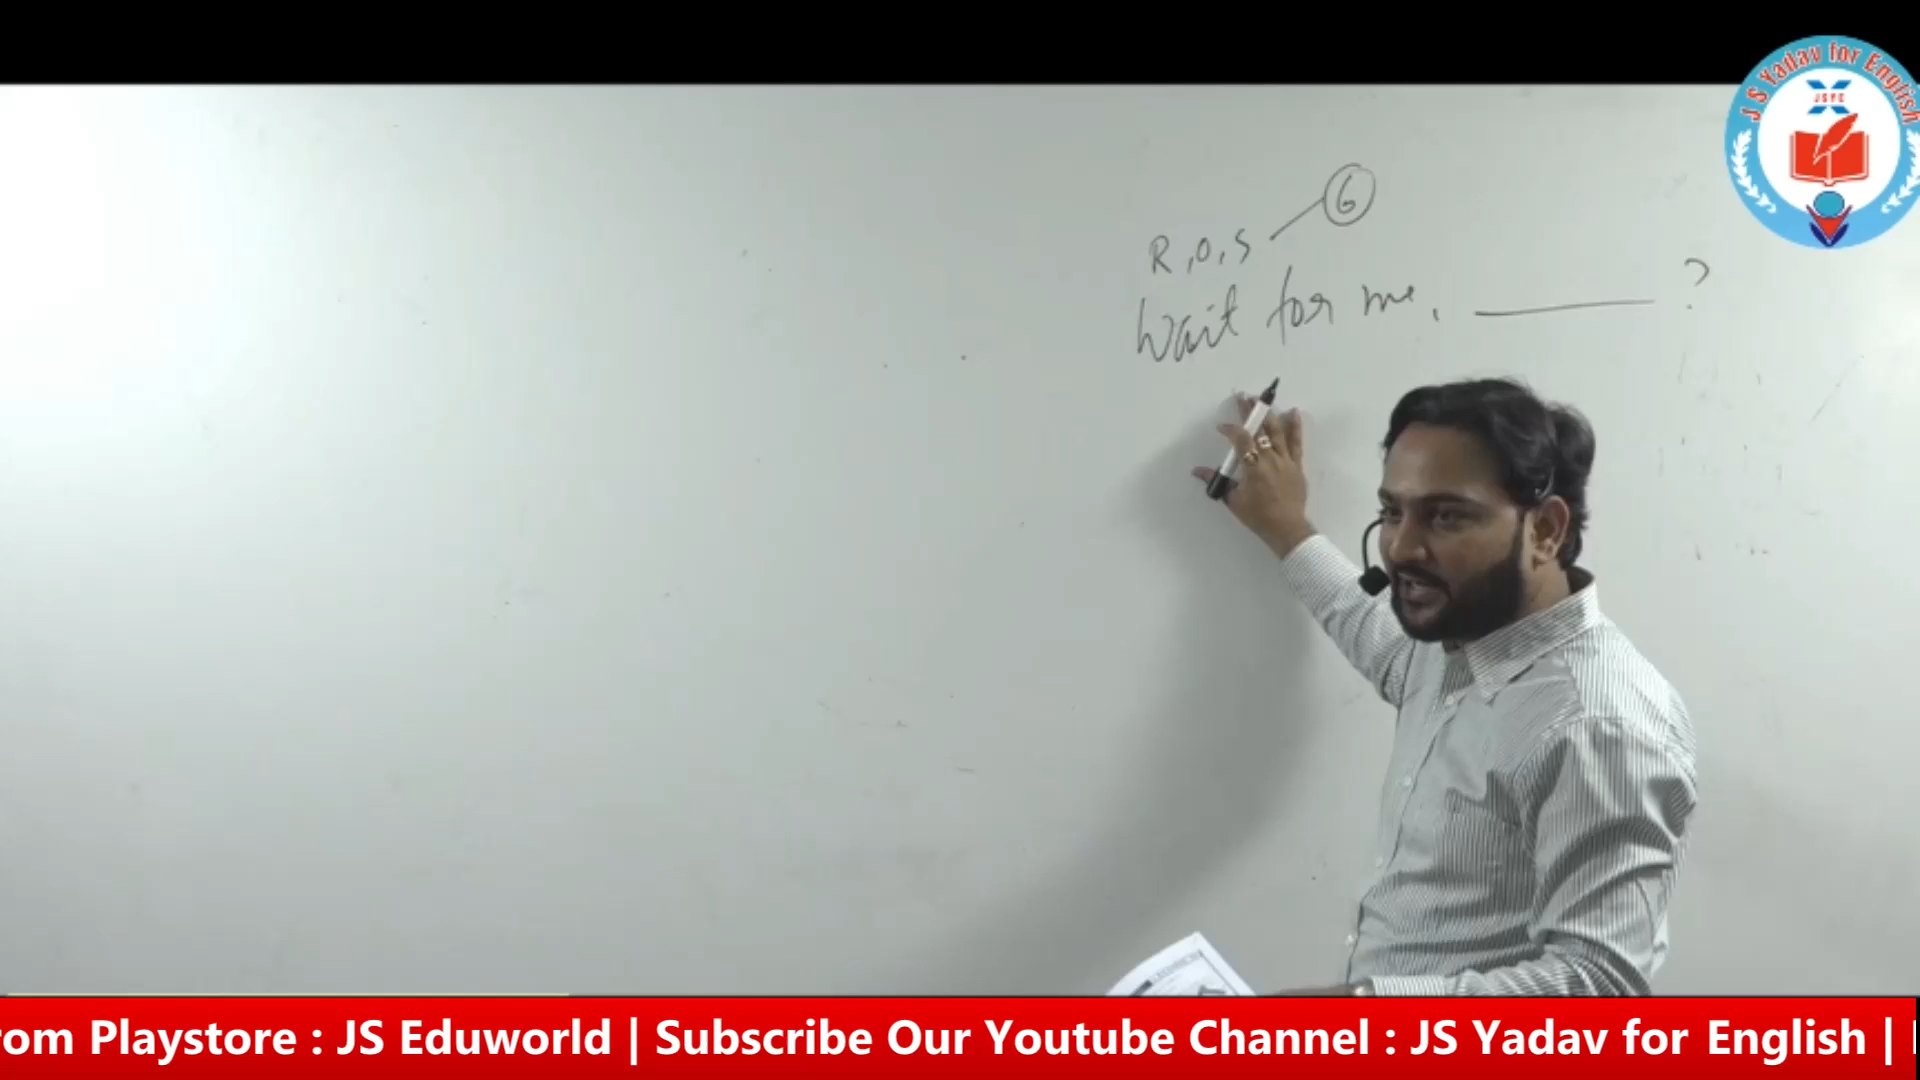 J S Yadav for English
JSYE
6
R, O, S
Wait for me, ______ ?
rom Playstore : JS Eduworld | Subscribe Our Youtube Channel : JS Yadav for English |